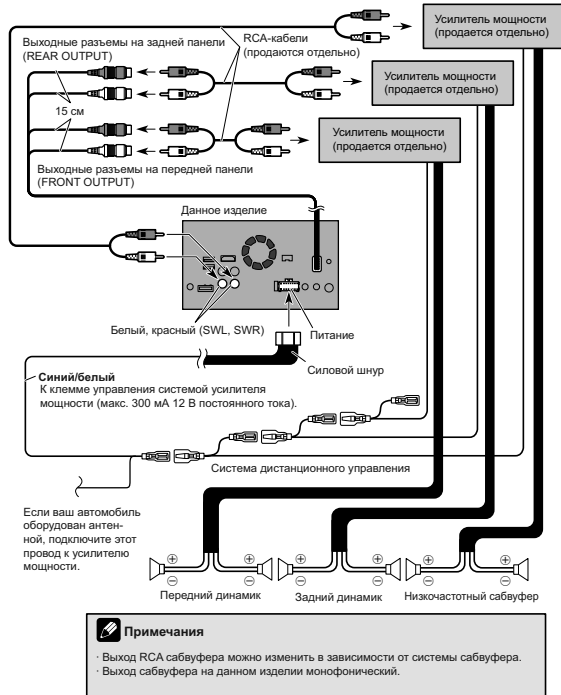 Усилитель мощности
(продается отдельно)
Выходные разъемы на задней панели
(REAR OUTPUT)
RCA-кабели
(продаются отдельно)
Усилитель мощности
(продается отдельно)
15 см
Усилитель мощности
(продается отдельно)
Выходные разъемы на передней панели
(FRONT OUTPUT)
Данное изделие
Белый, красный (SWL, SWR)
Питание
Силовой шнур
Синий/белый
К клемме управления системой усилителя
мощности (макс. 300 мА 12 В постоянного тока).
Система дистанционного управления
Если ваш автомобиль
оборудован антен-
ной, подключите этот
провод к усилителю
мощности.
Передний динамик
Задний динамик
Низкочастотный сабвуфер
Примечания
· Выход RCA сабвуфера можно изменить в зависимости от системы сабвуфера.
· Выход сабвуфера на данном изделии монофонический.